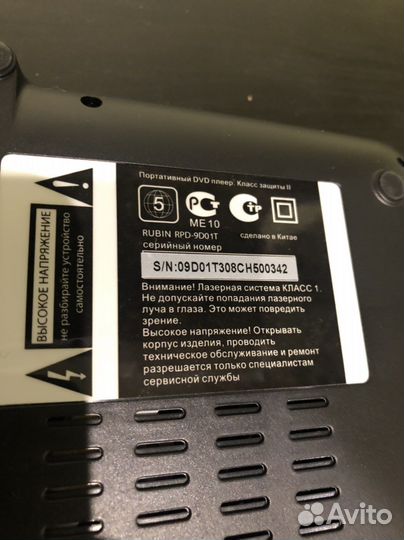 Портативный DVD плеер. Класс защиты II
5
РСТ
СТР
ME 10
RUBIN RPD-9D01T сделано в Китае
серийный номер
S/N:09D01T308CH500342
Внимание! Лазерная система КЛАСС 1.
Не допускайте попадания лазерного
луча в глаза. Это может повредить
зрение.
Высокое напряжение! Открывать
корпус изделия, проводить
техническое обслуживание и ремонт
разрешается только специалистам
сервисной службы
ВЫСОКОЕ НАПРЯЖЕНИЕ
не разбирайте устройство
самостоятельно
Avito